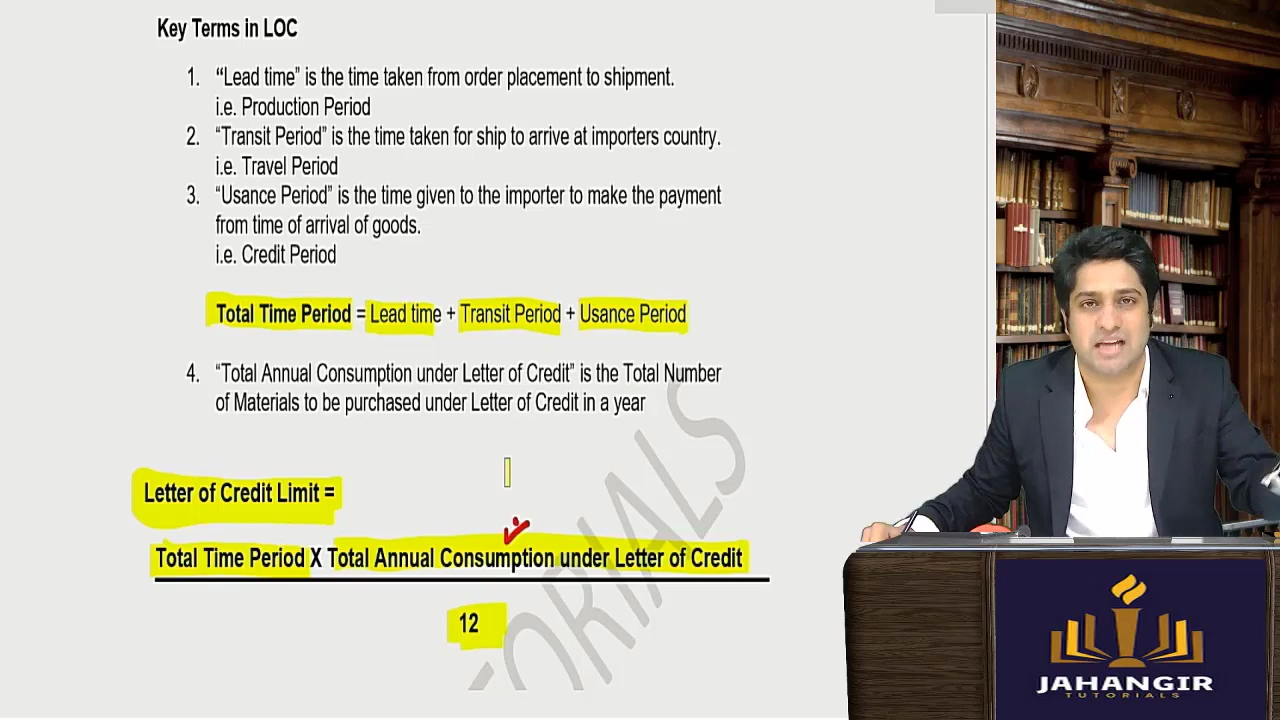 Key Terms in LOC
1. “Lead time” is the time taken from order placement to shipment.
i.e. Production Period
2. “Transit Period” is the time taken for ship to arrive at importers country.
i.e. Travel Period
3. “Usance Period” is the time given to the importer to make the payment
from time of arrival of goods.
i.e. Credit Period
Total Time Period = Lead time + Transit Period + Usance Period
4. “Total Annual Consumption under Letter of Credit” is the Total Number
of Materials to be purchased under Letter of Credit in a year
Letter of Credit Limit =
Total Time Period X Total Annual Consumption under Letter of Credit
12
TORIALS
JAHANGIR
TUTORIALS